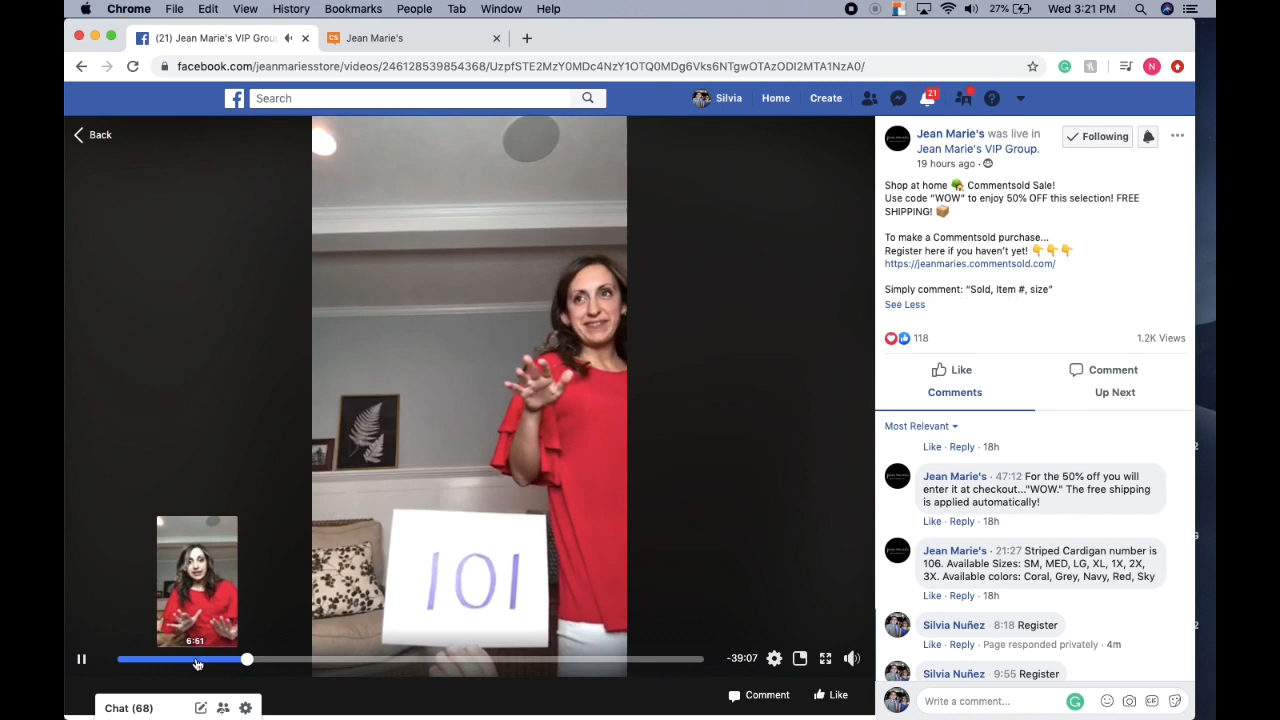 Chrome File Edit View History Bookmarks People Tab Window Help 27% Wed 3:21 PM
(21) Jean Marie's VIP Grou
CS Jean Marie's
facebook.com/jeanmariesstore/videos/246128539854368/UzpfSTE2MzY0MDc4NzY1OTQ0MDg6Vks6NTgwOTAzODI2MTA1NzA0/
N
f Search Silvia Home Create 21
Back
Jean Marie's was live in
Jean Marie's VIP Group.
19 hours ago ·
Following
Shop at home Commentsold Sale!
Use code "WOW" to enjoy 50% OFF this selection! FREE
SHIPPING!
To make a Commentsold purchase...
Register here if you haven't yet!
https://jeanmaries.commentsold.com/
Simply comment: "Sold, Item #, size"
See Less
118 1.2K Views
Like Comment
Comments Up Next
Most Relevant
Like · Reply · 18h
Jean Marie's · 47:12 For the 50% off you will
enter it at checkout..."WOW." The free shipping
is applied automatically!
Like · Reply · 18h
Jean Marie's · 21:27 Striped Cardigan number is
106. Available Sizes: SM, MED, LG, XL, 1X, 2X,
3X. Available colors: Coral, Grey, Navy, Red, Sky
Like · Reply · 18h
Silvia Nuñez 8:18 Register
Like · Reply · Page responded privately · 4m
Silvia Nuñez · 9:55 Register
Write a comment...
GIF
101
6:51
-39:07
Comment Like
Chat (68)